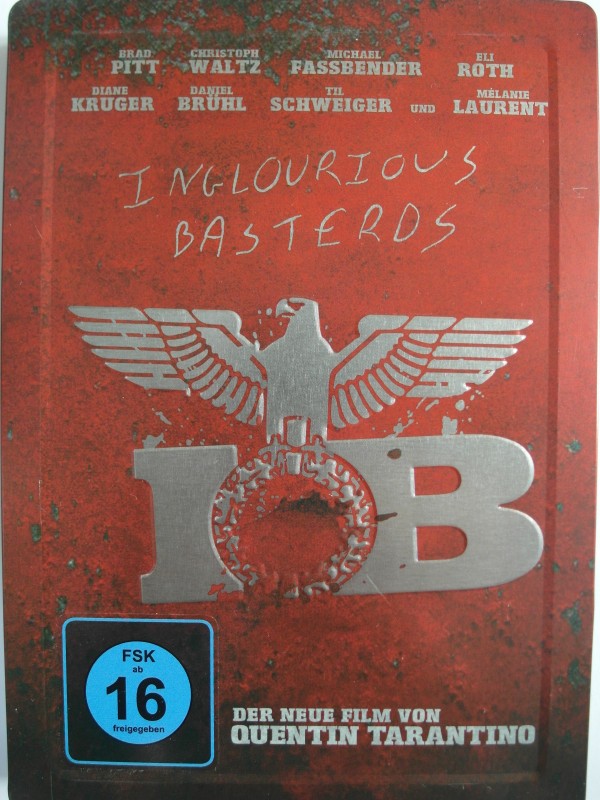 BRAD PITT CHRISTOPH WALTZ MICHAEL FASSBENDER ELI ROTH
DIANE KRUGER DANIEL BRÜHL TIL SCHWEIGER UND MÉLANIE LAURENT
INGLOURIOUS
BASTERDS
IB
FSK
ab
16
freigegeben
DER NEUE FILM VON
QUENTIN TARANTINO